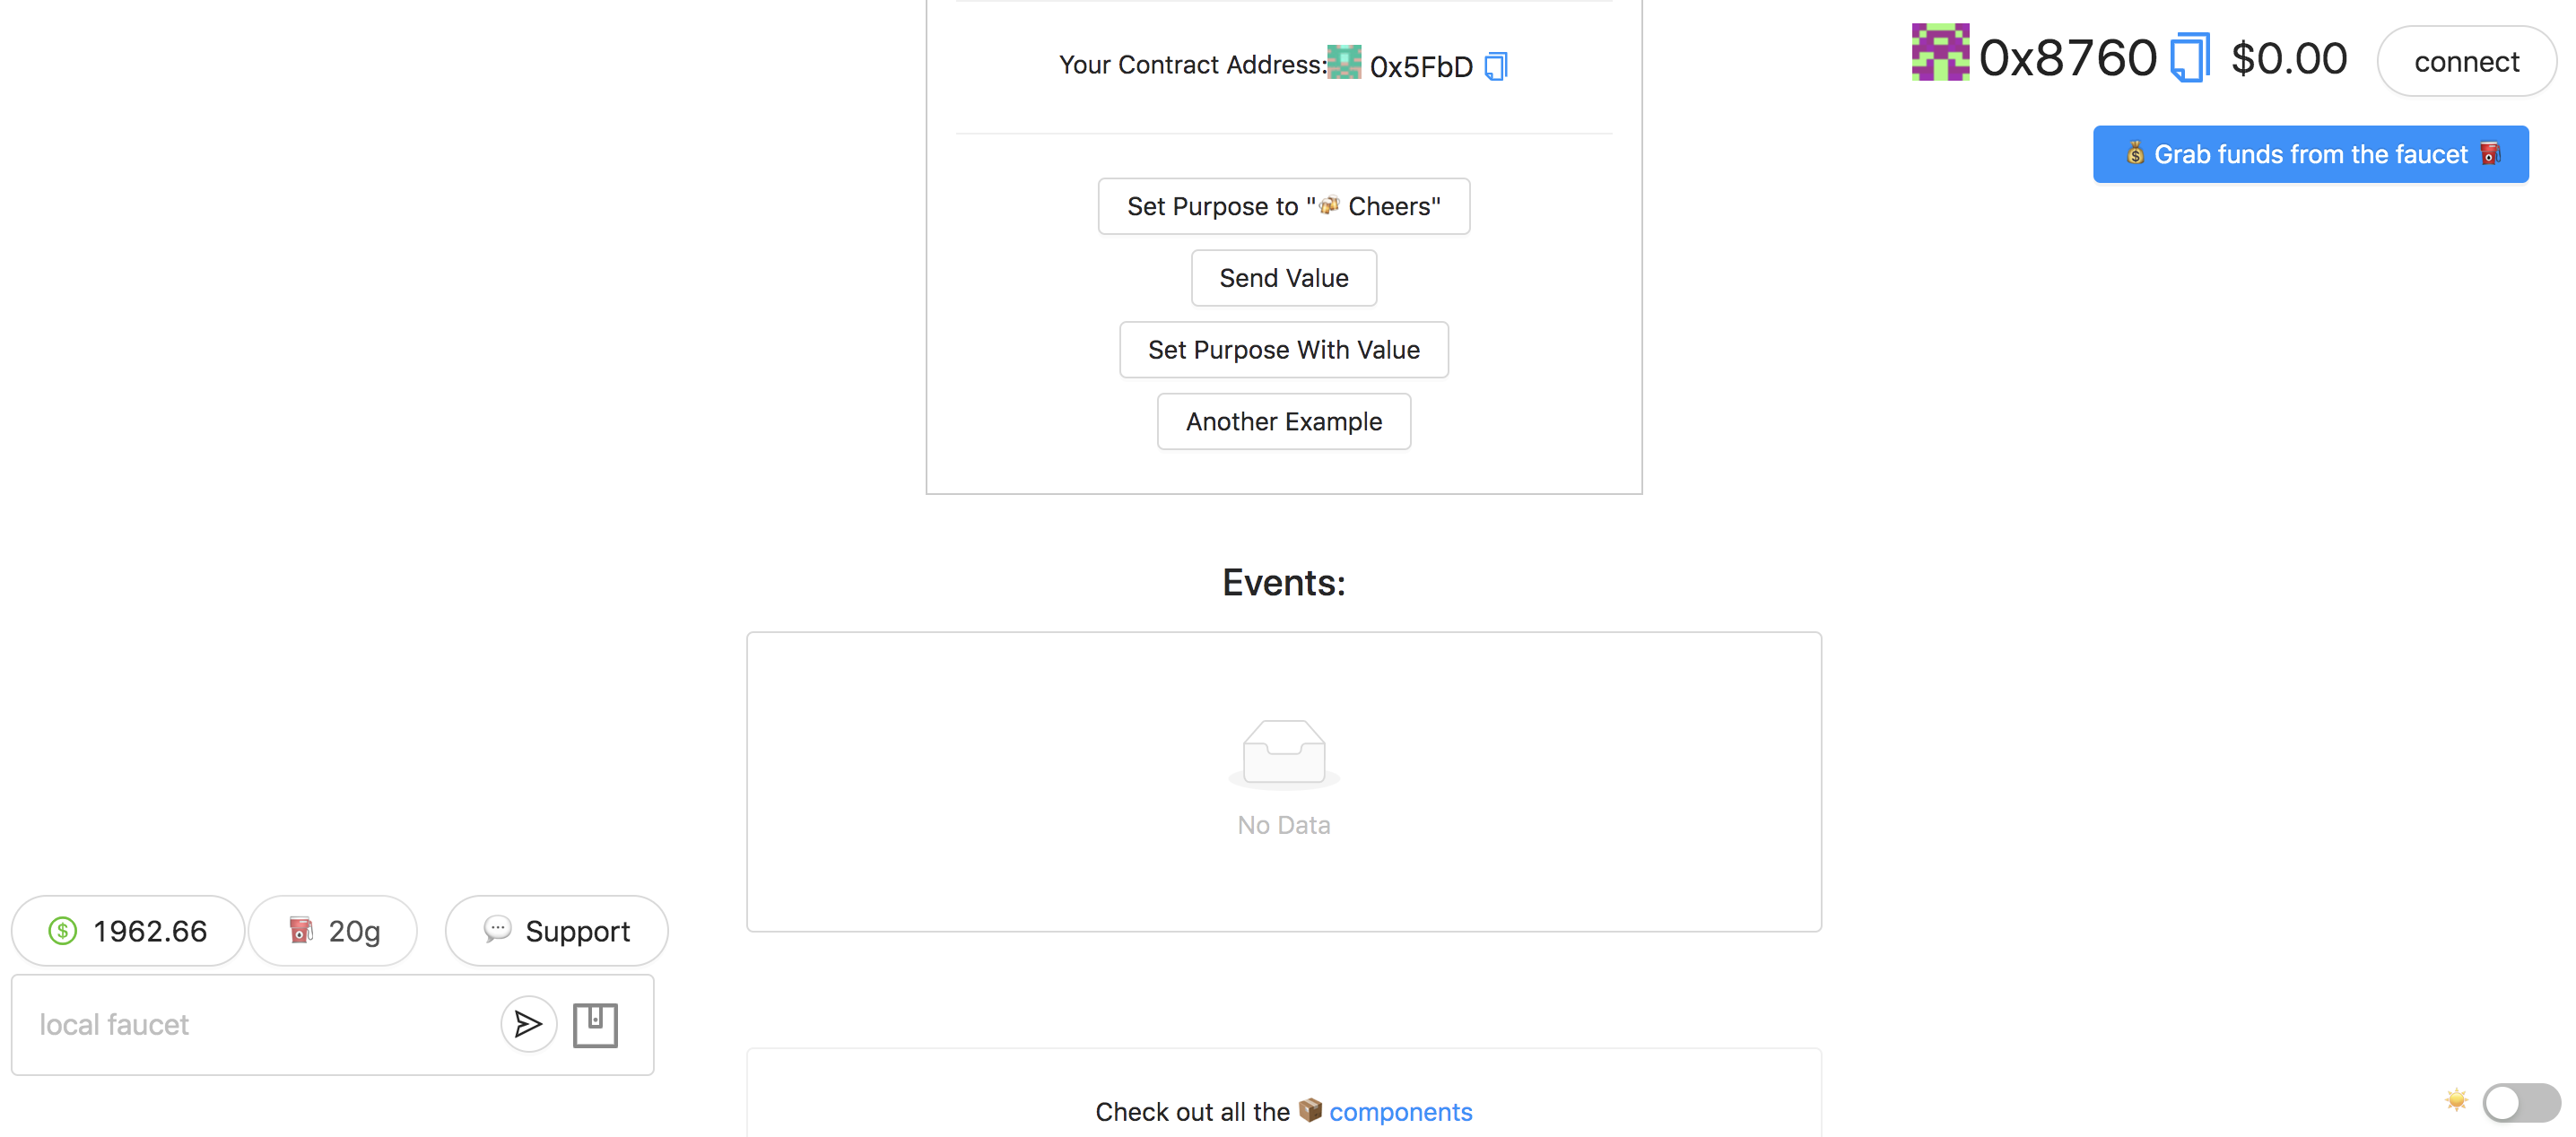 Your Contract Address: 0x5FbD
0x8760 $0.00 connect
💰 Grab funds from the faucet ⛽
Set Purpose to "🍻 Cheers"
Send Value
Set Purpose With Value
Another Example
Events:
No Data
1962.66 ⛽ 20g 💬 Support
local faucet
Check out all the 📦 components